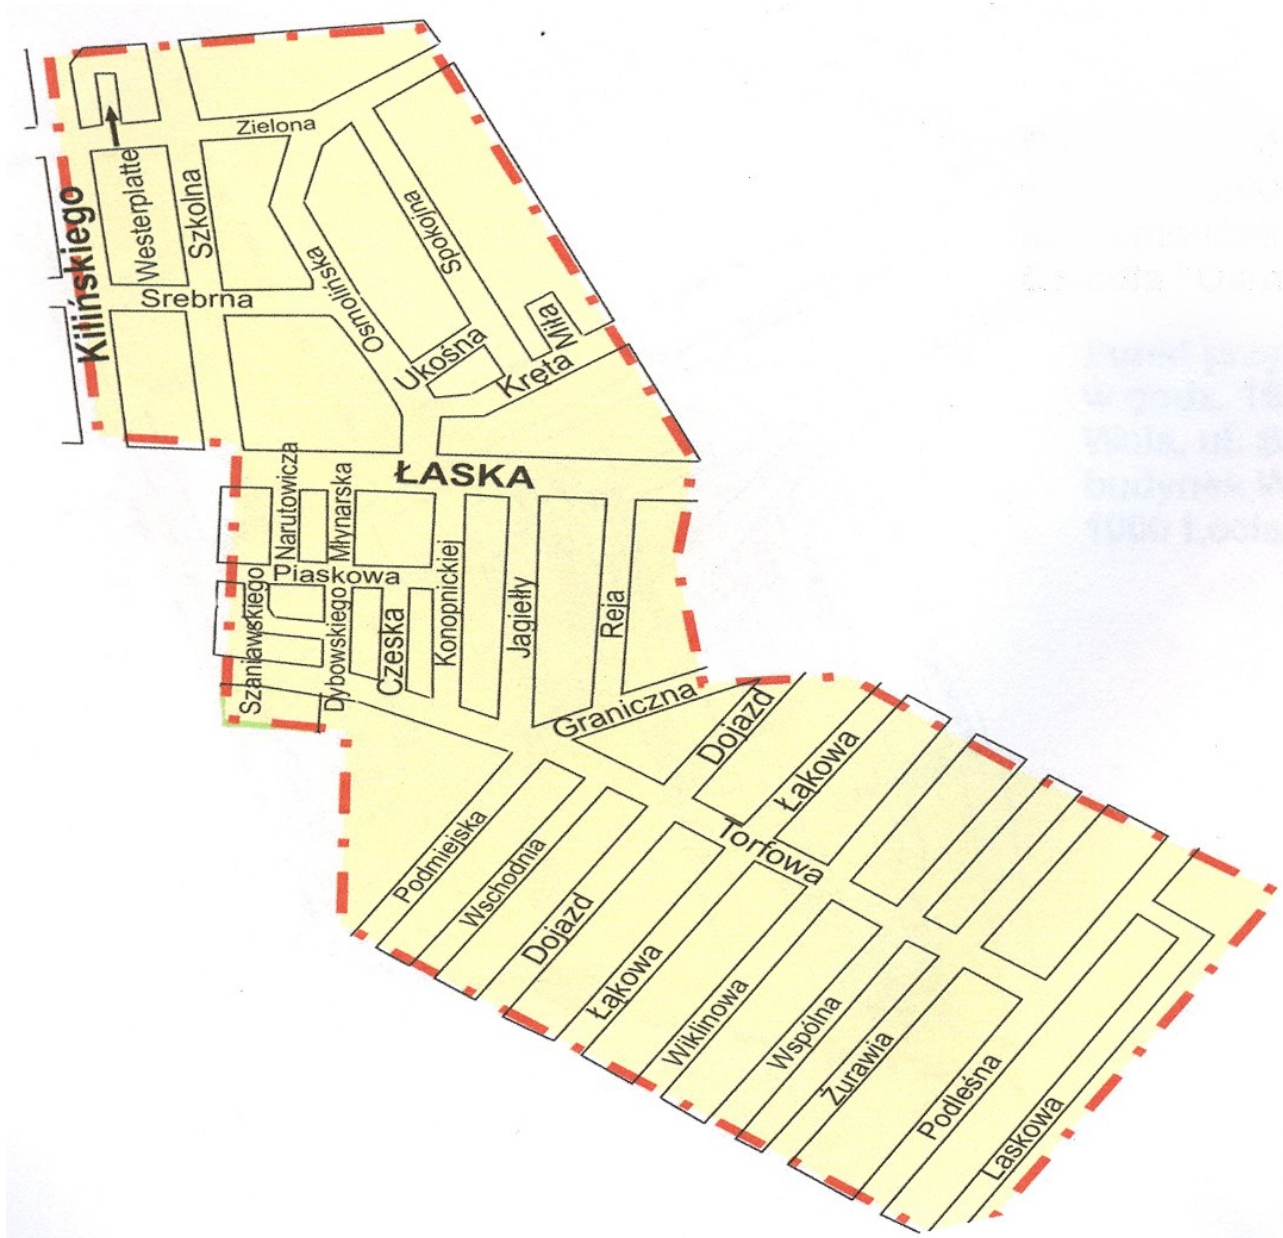 Zielona
Westerplatte
Szkolna
Kilińskiego
Spokojna
Osmolińska
Srebrna
Miła
Ukośna
Kręta
ŁASKA
Narutowicza
Młynarska
Piaskowa
Szaniawskiego
Dybowskiego
Czeska
Konopnickiej
Jagiełły
Reja
Graniczna
Dojazd
Łąkowa
Torfowa
Podmiejska
Wschodnia
Dojazd
Łąkowa
Wiklinowa
Wspólna
Żurawia
Podleśna
Laskowa